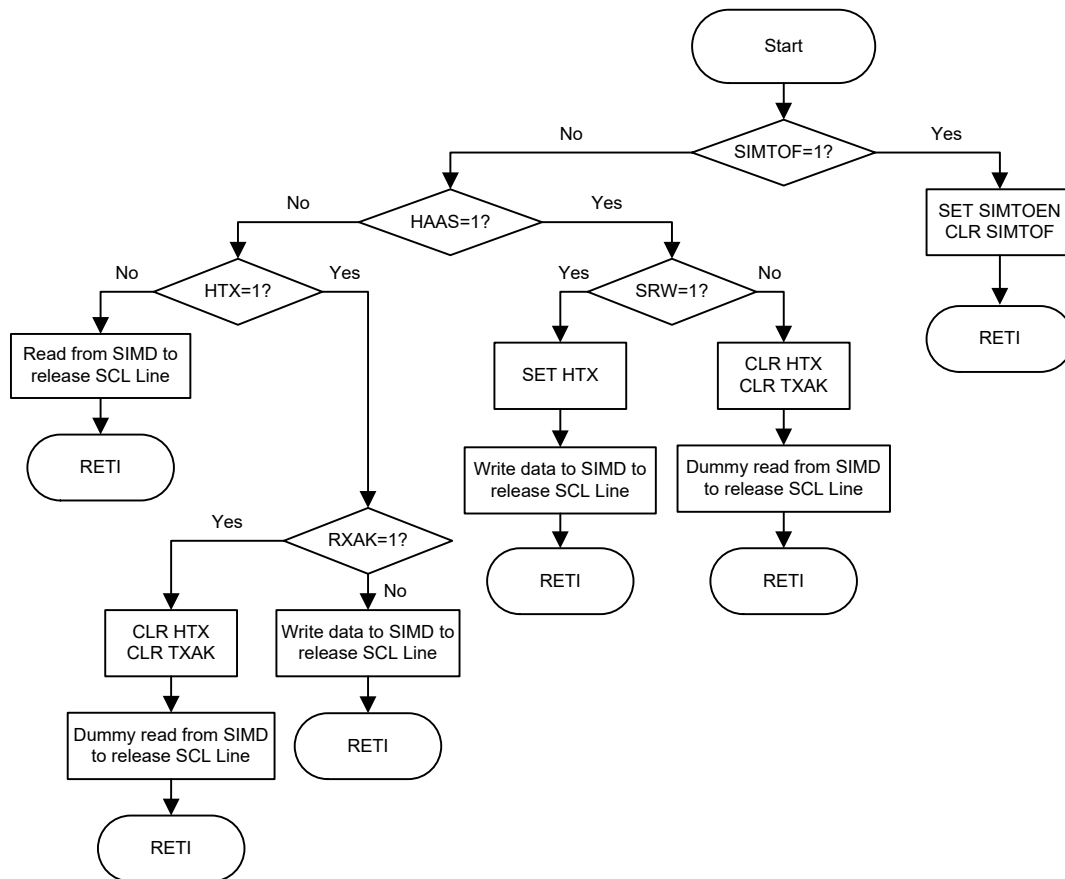 Start
No
Yes
SIMTOF=1?
No
Yes
HAAS=1?
SET SIMTOEN
CLR SIMTOF
No
Yes
Yes
No
HTX=1?
SRW=1?
RETI
Read from SIMD to
release SCL Line
SET HTX
CLR HTX
CLR TXAK
RETI
Write data to SIMD to
release SCL Line
Dummy read from SIMD
to release SCL Line
Yes
RXAK=1?
RETI
RETI
No
CLR HTX
CLR TXAK
Write data to SIMD to
release SCL Line
Dummy read from SIMD
to release SCL Line
RETI
RETI